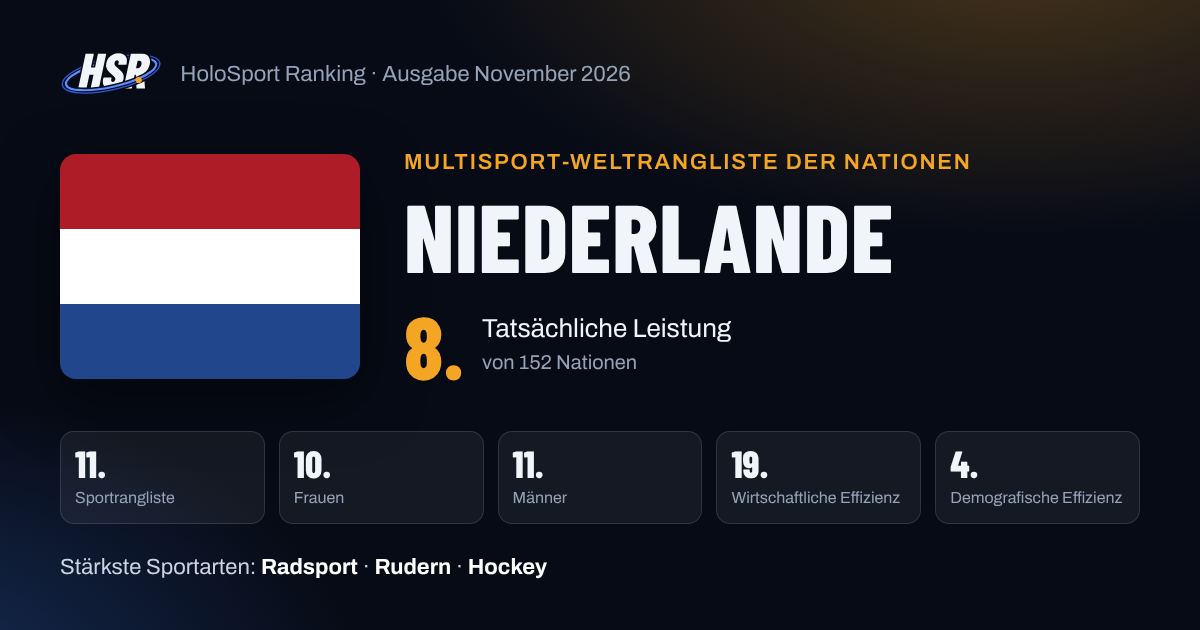 HSR HoloSport Ranking · Ausgabe November 2026
MULTISPORT-WELTRANGLISTE DER NATIONEN
NIEDERLANDE
8. Tatsächliche Leistung
von 152 Nationen
11. 10. 11. 19. 4.
Sportrangliste Frauen Männer Wirtschaftliche Effizienz Demografische Effizienz
Stärkste Sportarten: Radsport · Rudern · Hockey